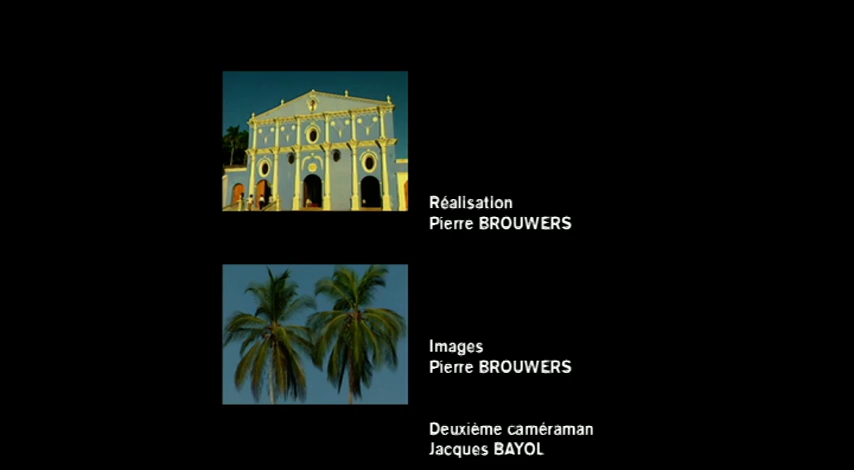 Réalisation
Pierre BROUWERS
Images
Pierre BROUWERS
Deuxième caméraman
Jacques BAYOL